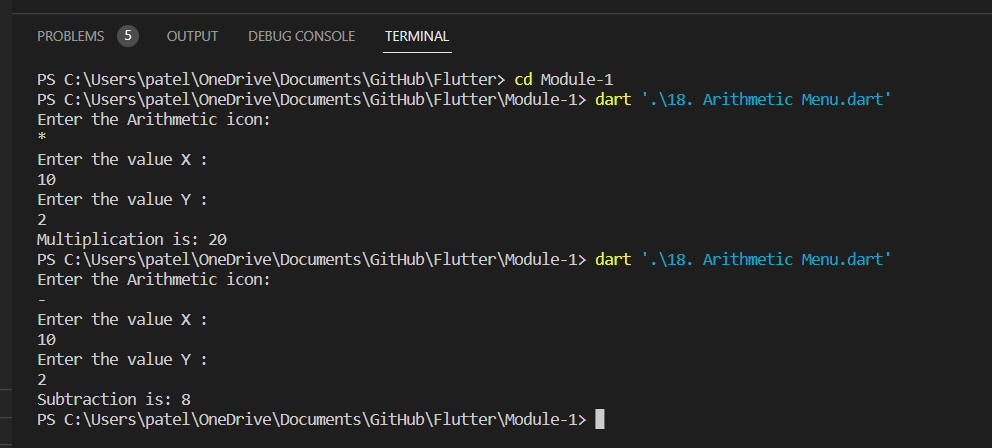 PROBLEMS 5 OUTPUT DEBUG CONSOLE TERMINAL
PS C:\Users\patel\OneDrive\Documents\GitHub\Flutter> cd Module-1
PS C:\Users\patel\OneDrive\Documents\GitHub\Flutter\Module-1> dart '.\18. Arithmetic Menu.dart'
Enter the Arithmetic icon:
*
Enter the value X :
10
Enter the value Y :
2
Multiplication is: 20
PS C:\Users\patel\OneDrive\Documents\GitHub\Flutter\Module-1> dart '.\18. Arithmetic Menu.dart'
Enter the Arithmetic icon:
-
Enter the value X :
10
Enter the value Y :
2
Subtraction is: 8
PS C:\Users\patel\OneDrive\Documents\GitHub\Flutter\Module-1>